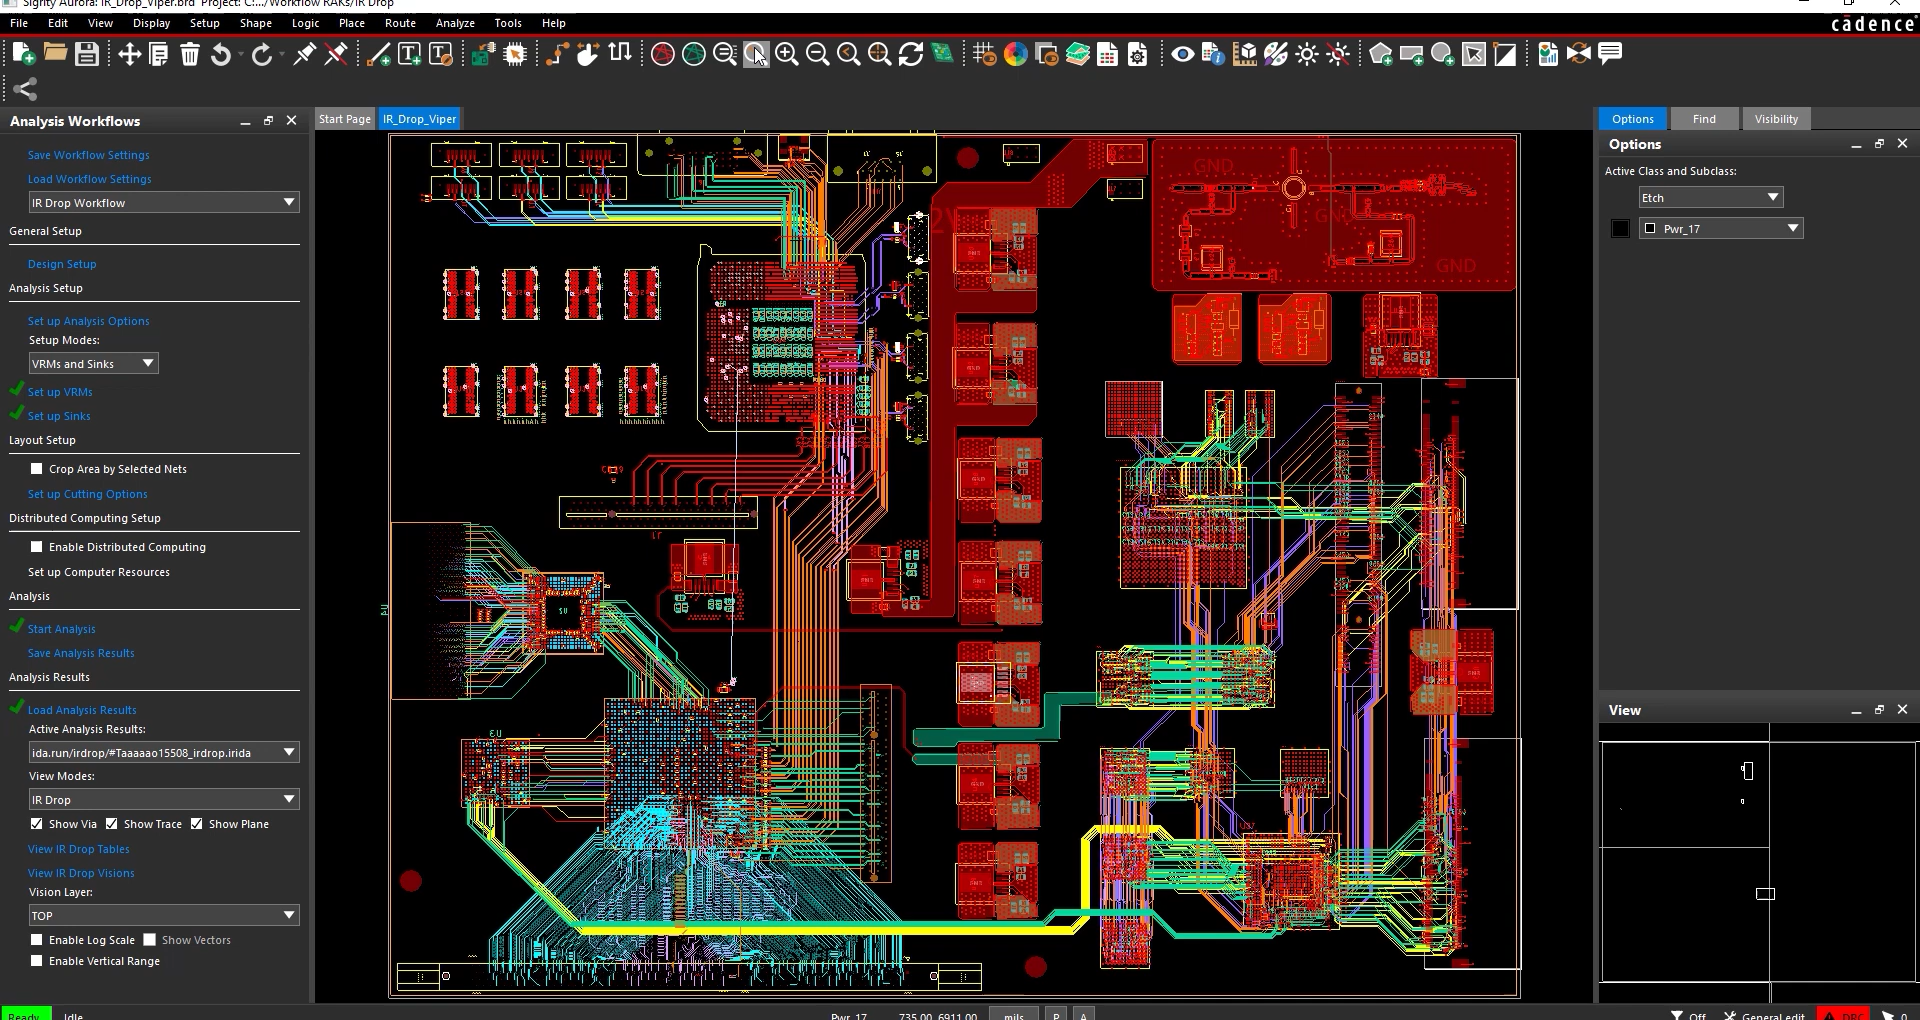 Sigrity Aurora: IR_Drop_Viper.brd Project: C:.../Workflow RAKs/IR Drop
File Edit View Display Setup Shape Logic Place Route Analyze Tools Help
cādence
Analysis Workflows
Save Workflow Settings
Load Workflow Settings
IR Drop Workflow
General Setup
Design Setup
Analysis Setup
Set up Analysis Options
Setup Modes:
VRMs and Sinks
Set up VRMs
Set up Sinks
Layout Setup
Crop Area by Selected Nets
Set up Cutting Options
Distributed Computing Setup
Enable Distributed Computing
Set up Computer Resources
Analysis
Start Analysis
Save Analysis Results
Analysis Results
Load Analysis Results
Active Analysis Results:
ida.run/irdrop/#Taaaaao15508_irdrop.irida
View Modes:
IR Drop
Show Via Show Trace Show Plane
View IR Drop Tables
View IR Drop Visions
Vision Layer:
TOP
Enable Log Scale Show Vectors
Enable Vertical Range
Start Page IR_Drop_Viper
GND
GND
U3
Options Find Visibility
Options
Active Class and Subclass:
Etch
Pwr_17
View
Ready Idle Pwr_17 735.00, 6911.00 mils P A Off General edit DRC 0